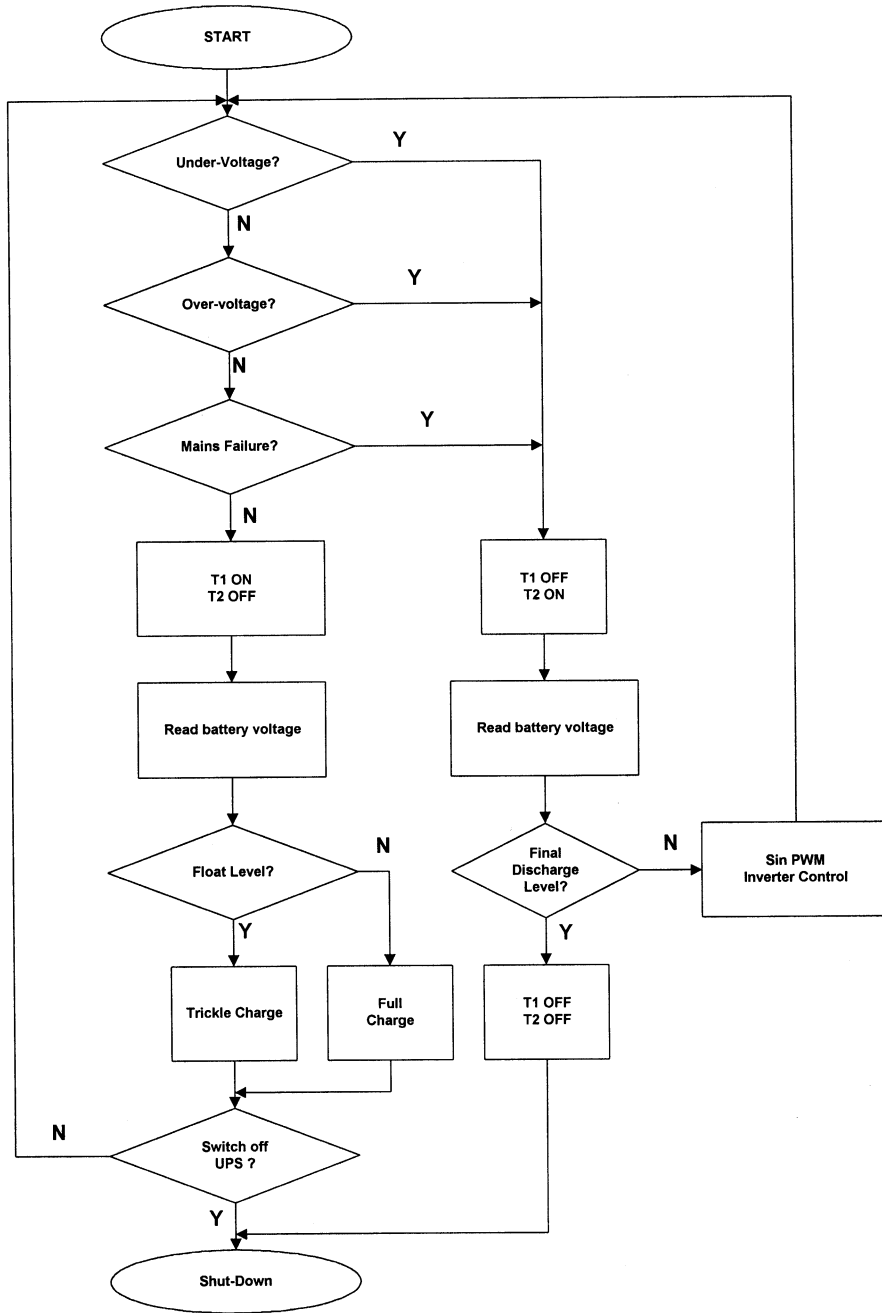 START
Under-Voltage?
Y
N
Over-voltage?
Y
N
Mains Failure?
Y
N
T1 ON
T2 OFF
T1 OFF
T2 ON
Read battery voltage
Read battery voltage
Float Level?
N
Final
Discharge
Level?
N
Sin PWM
Inverter Control
Y
Y
Trickle Charge
Full
Charge
T1 OFF
T2 OFF
Switch off
UPS ?
N
Y
Shut-Down